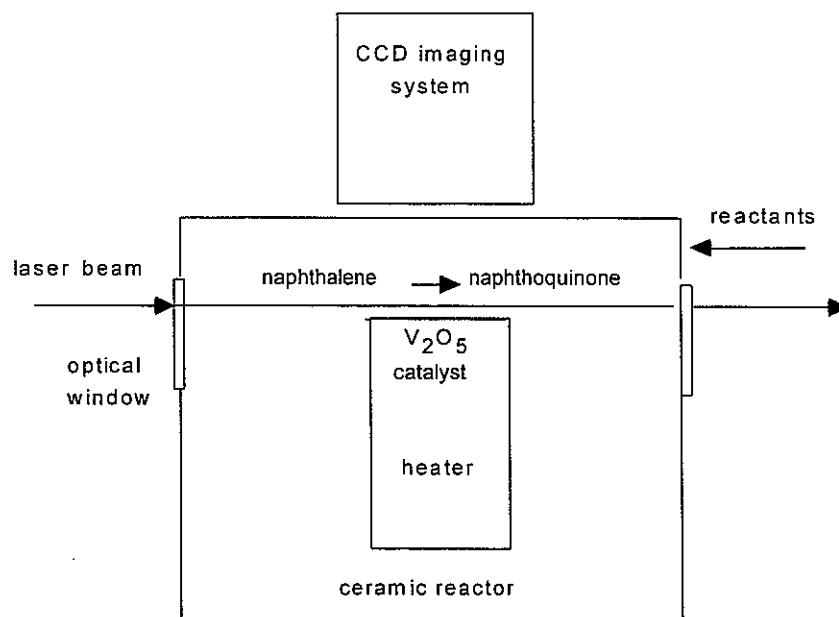 CCD imaging
system
reactants
laser beam
naphthalene
naphthoquinone
V2O5
catalyst
optical
window
heater
ceramic reactor